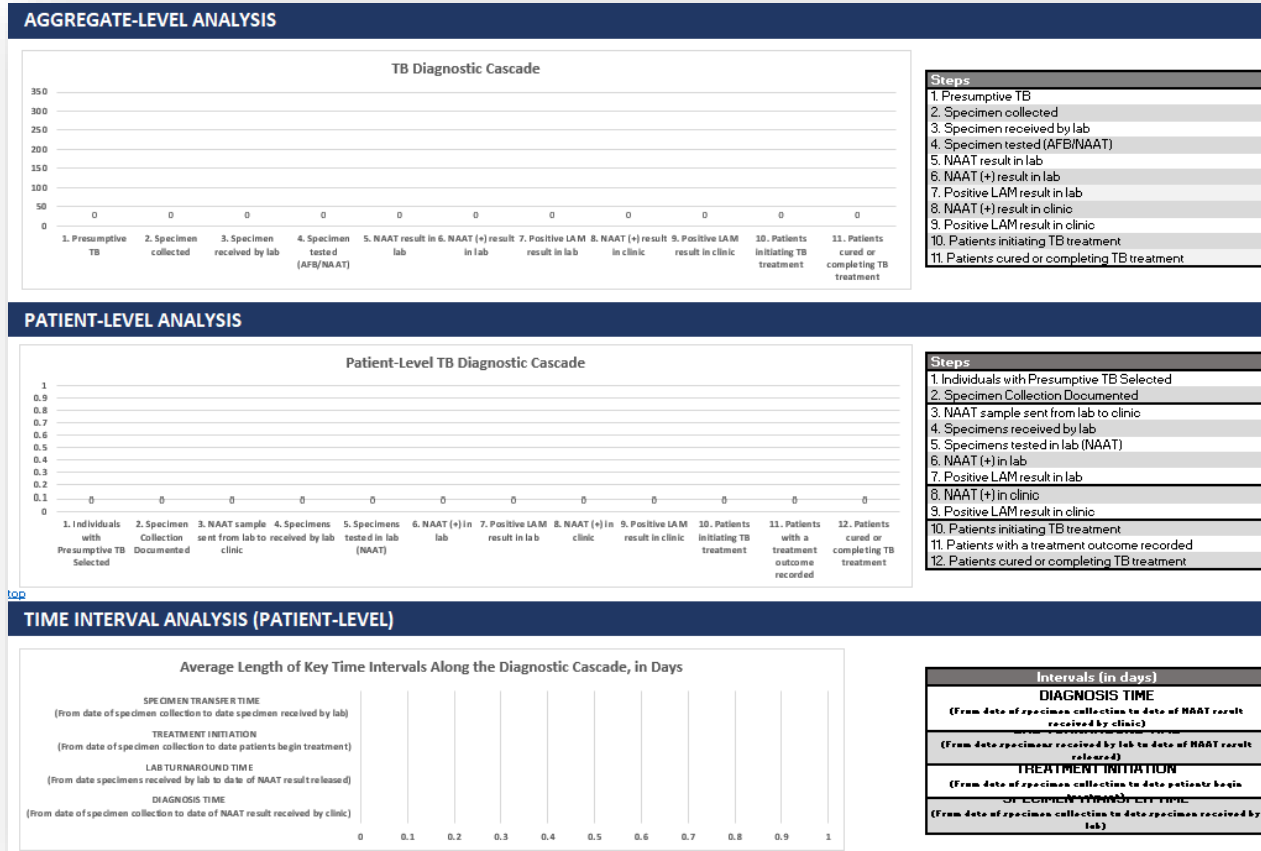 AGGREGATE-LEVEL ANALYSIS
TB Diagnostic Cascade
350
300
250
200
150
100
50
0
0 0 0 0 0 0 0 0 0 0 0
1. Presumptive TB
2. Specimen collected
3. Specimen received by lab
4. Specimen tested (AFB/NAAT)
5. NAAT result in lab
6. NAAT (+) result in lab
7. Positive LAM result in lab
8. NAAT (+) result in clinic
9. Positive LAM result in clinic
10. Patients initiating TB treatment
11. Patients cured or completing TB treatment
Steps
1. Presumptive TB
2. Specimen collected
3. Specimen received by lab
4. Specimen tested (AFB/NAAT)
5. NAAT result in lab
6. NAAT (+) result in lab
7. Positive LAM result in lab
8. NAAT (+) result in clinic
9. Positive LAM result in clinic
10. Patients initiating TB treatment
11. Patients cured or completing TB treatment
PATIENT-LEVEL ANALYSIS
Patient-Level TB Diagnostic Cascade
1
0.9
0.8
0.7
0.6
0.5
0.4
0.3
0.2
0.1
0
0 0 0 0 0 0 0 0 0 0 0 0
1. Individuals with Presumptive TB Selected
2. Specimen Collection Documented
3. NAAT sample sent from lab to clinic
4. Specimens received by lab
5. Specimens tested in lab (NAAT)
6. NAAT (+) in lab
7. Positive LAM result in lab
8. NAAT (+) in clinic
9. Positive LAM result in clinic
10. Patients initiating TB treatment
11. Patients with a treatment outcome recorded
12. Patients cured or completing TB treatment
Steps
1. Individuals with Presumptive TB Selected
2. Specimen Collection Documented
3. NAAT sample sent from lab to clinic
4. Specimens received by lab
5. Specimens tested in lab (NAAT)
6. NAAT (+) in lab
7. Positive LAM result in lab
8. NAAT (+) in clinic
9. Positive LAM result in clinic
10. Patients initiating TB treatment
11. Patients with a treatment outcome recorded
12. Patients cured or completing TB treatment
top
TIME INTERVAL ANALYSIS (PATIENT-LEVEL)
Average Length of Key Time Intervals Along the Diagnostic Cascade, in Days
SPECIMEN TRANSFER TIME
(From date of specimen collection to date specimen received by lab)
TREATMENT INITIATION
(From date of specimen collection to date patients begin treatment)
LAB TURNAROUND TIME
(From date specimens received by lab to date of NAAT result released)
DIAGNOSIS TIME
(From date of specimen collection to date of NAAT result received by clinic)
0 0.1 0.2 0.3 0.4 0.5 0.6 0.7 0.8 0.9 1
Intervals (in days)
DIAGNOSIS TIME
(From date of specimen collection to date of NAAT result
received by clinic)
(From date specimens received by lab to date of NAAT result
released)
TREATMENT INITIATION
(From date of specimen collection to date patients begin
treatment)
SPECIMEN TRANSFER TIME
(From date of specimen collection to date specimen received by
lab)